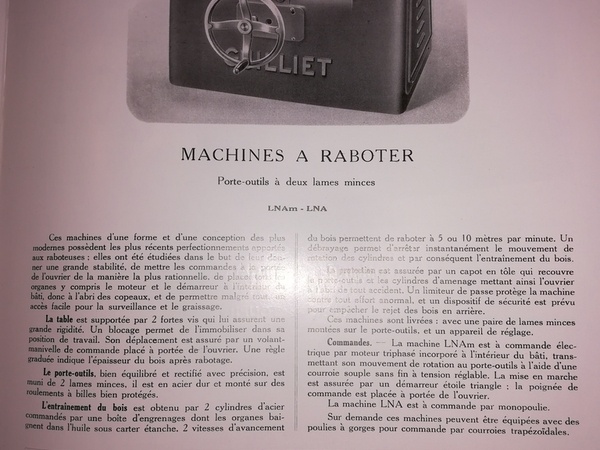 GUILLIET
MACHINES A RABOTER
Porte-outils à deux lames minces
LNAm - LNA
Ces machines d'une forme et d'une conception des plus
modernes possèdent les plus récents perfectionnements apportés
aux raboteuses ; elles ont été étudiées dans le but de leur don-
ner une grande stabilité, de mettre les commandes à la portée
de l'ouvrier de la manière la plus rationelle, de placer tous les
organes y compris le moteur et le démarreur à l'intérieur du
bâti, donc à l'abri des copeaux, et de permettre malgré tout un
accès facile pour la surveillance et le graissage.
La table est supportée par 2 fortes vis qui lui assurent une
grande rigidité. Un blocage permet de l'immobiliser dans sa
position de travail. Son déplacement est assuré par un volant-
manivelle de commande placé à portée de l'ouvrier. Une règle
graduée indique l'épaisseur du bois après rabotage.
Le porte-outils, bien équilibré et rectifié avec précision, est
muni de 2 lames minces, il est en acier dur et monté sur des
roulements à billes bien protégés.
L'entraînement du bois est obtenu par 2 cylindres d'acier
commandés par une boîte d'engrenages dont les organes bai-
gnent dans l'huile sous carter étanche. 2 vitesses d'avancement
du bois permettent de raboter à 5 ou 10 mètres par minute. Un
débrayage permet d'arrêter instantanément le mouvement de
rotation des cylindres et par conséquent l'entraînement du bois.
La protection est assurée par un capot en tôle qui recouvre
le porte-outils et les cylindres d'amenage mettant ainsi l'ouvrier
à l'abri de tout accident. Un limiteur de passe protège la machine
contre tout effort anormal, et un dispositif de sécurité est prévu
pour empêcher le rejet des bois en arrière.
Ces machines sont livrées : avec une paire de lames minces
montées sur le porte-outils, et un appareil de réglage.
Commandes. — La machine LNAm est à commande élec-
trique par moteur triphasé incorporé à l'intérieur du bâti, trans-
mettant son mouvement de rotation au porte-outils à l'aide d'une
courroie souple sans fin à tension réglable. La mise en marche
est assurée par un démarreur étoile triangle ; la poignée de
commande est placée à portée de l'ouvrier.
La machine LNA est à commande par monopoulie.
Sur demande ces machines peuvent être équipées avec des
poulies à gorges pour commande par courroies trapézoïdales.